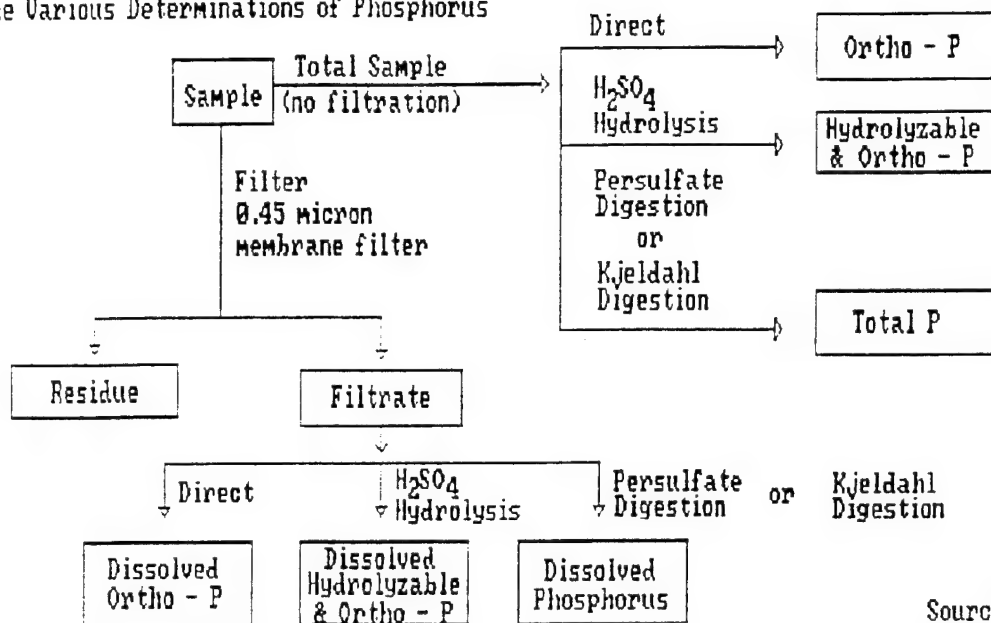 Various Determinations of Phosphorus
Sample
Total Sample
(no filtration)
Direct
Ortho - P
H₂SO₄
Hydrolysis
Hydrolyzable
& Ortho - P
Persulfate
Digestion
or
Kjeldahl
Digestion
Total P
Filter
0.45 micron
membrane filter
Residue
Filtrate
Direct
H₂SO₄
Hydrolysis
Persulfate
Digestion
or
Kjeldahl
Digestion
Dissolved
Ortho - P
Dissolved
Hydrolyzable
& Ortho - P
Dissolved
Phosphorus